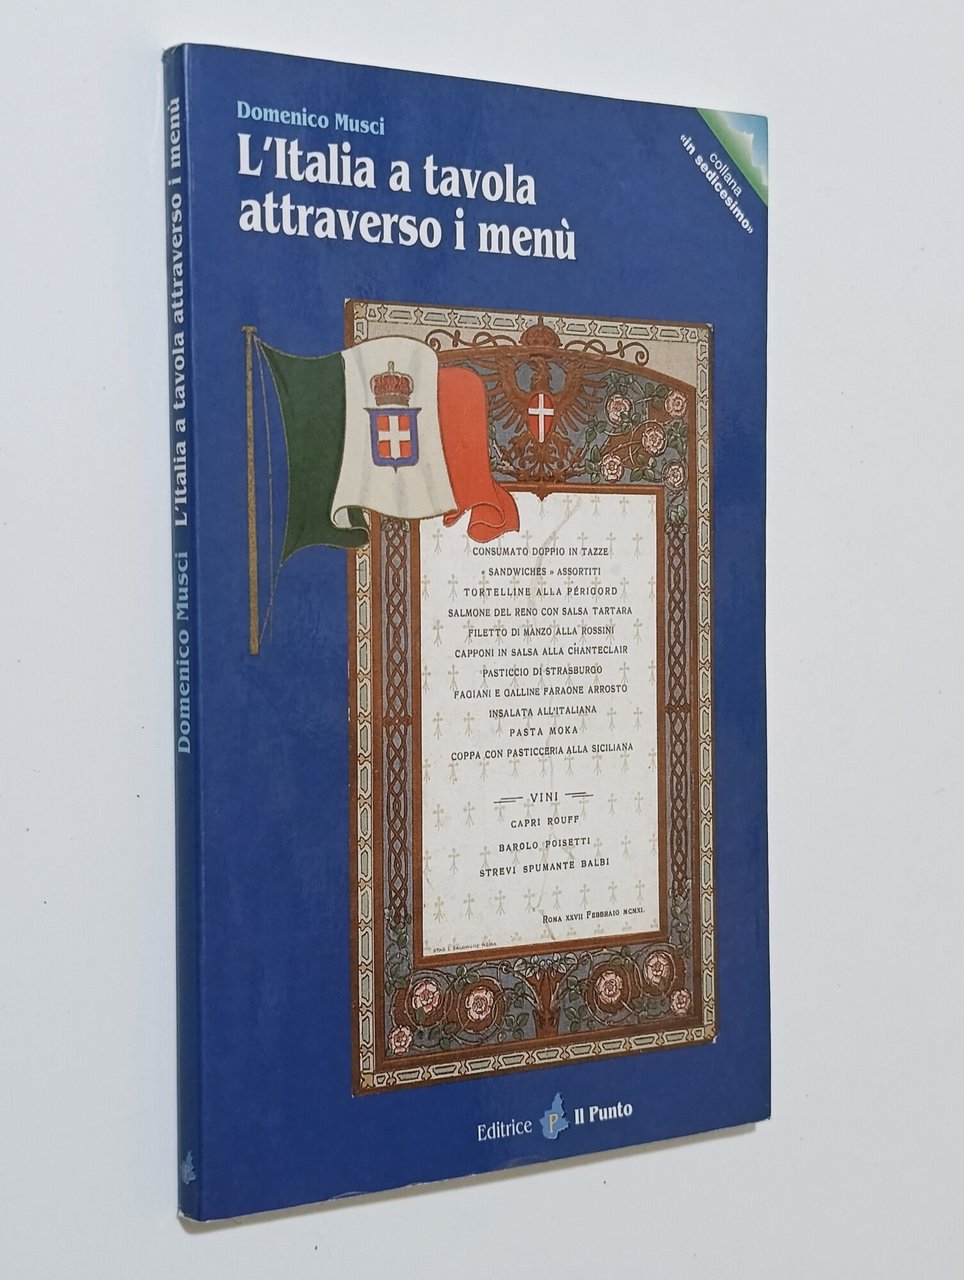 Domenico Musci
L'Italia a tavola
attraverso i menù
collana
«in sedicesimo»
CONSUMATO DOPPIO IN TAZZE
« SANDWICHES » ASSORTITI
TORTELLINE ALLA PÉRIGORD
SALMONE DEL RENO CON SALSA TARTARA
FILETTO DI MANZO ALLA ROSSINI
CAPPONI IN SALSA ALLA CHANTECLAIR
PASTICCIO DI STRASBURGO
FAGIANI E GALLINE FARAONE ARROSTO
INSALATA ALL'ITALIANA
PASTA MOKA
COPPA CON PASTICCERIA ALLA SICILIANA
VINI
CAPRI ROUFF
BAROLO POISETTI
STREVI SPUMANTE BALBI
ROMA XXVII FEBBRAIO MCMXI.
Editrice P Il Punto
Domenico Musci L'Italia a tavola attraverso i menù
P